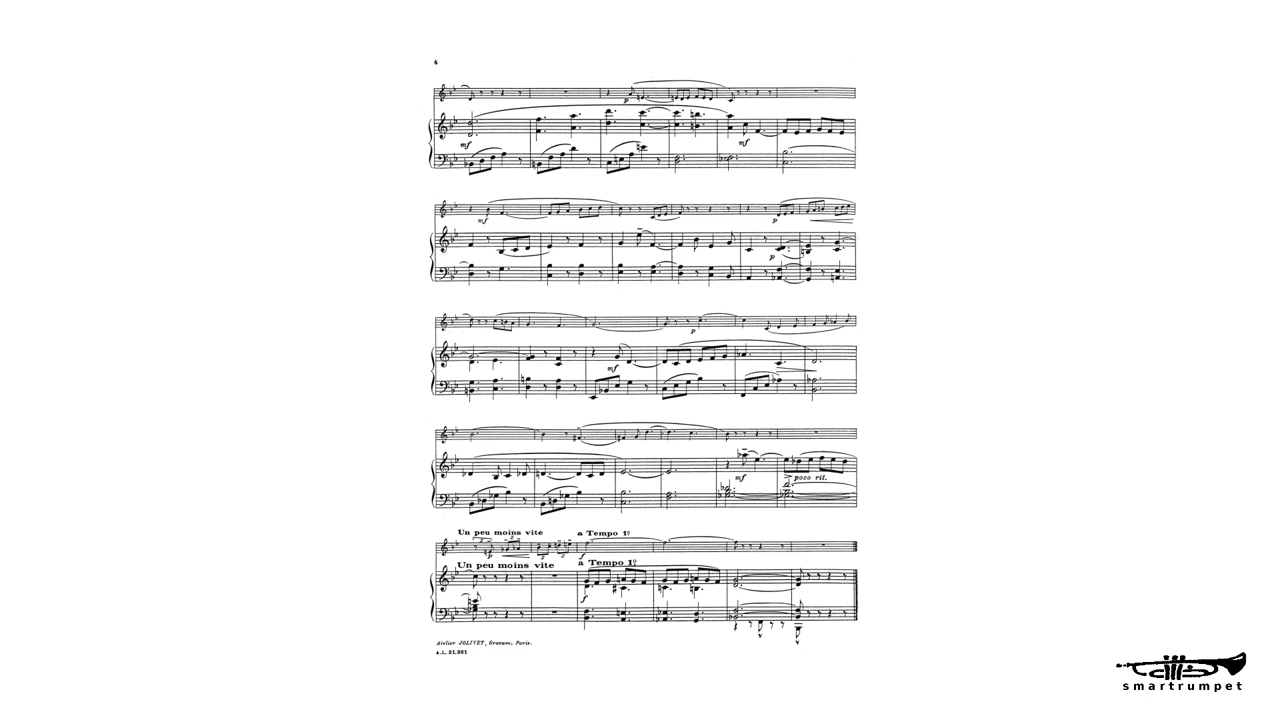 4
p
mf
mf
mf
p
p
p
mf
mf
poco rit.
Un peu moins vite
a Tempo 1º
p
f
Un peu moins vite
a Tempo 1º
f
Atelier JOLIVET, Gravure, Paris.
A.L. 21.261
smartrumpet